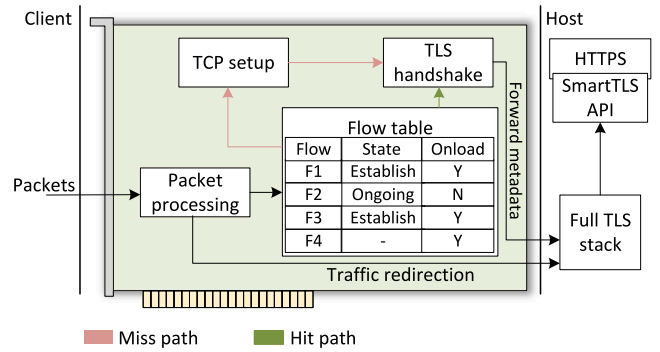 Client
Host
TCP setup
TLS
handshake
HTTPS
SmartTLS
API
Forward metadata
Flow table
Flow State Onload
F1 Establish Y
F2 Ongoing N
F3 Establish Y
F4 - Y
Packets
Packet
processing
Full TLS
stack
Traffic redirection
Miss path
Hit path